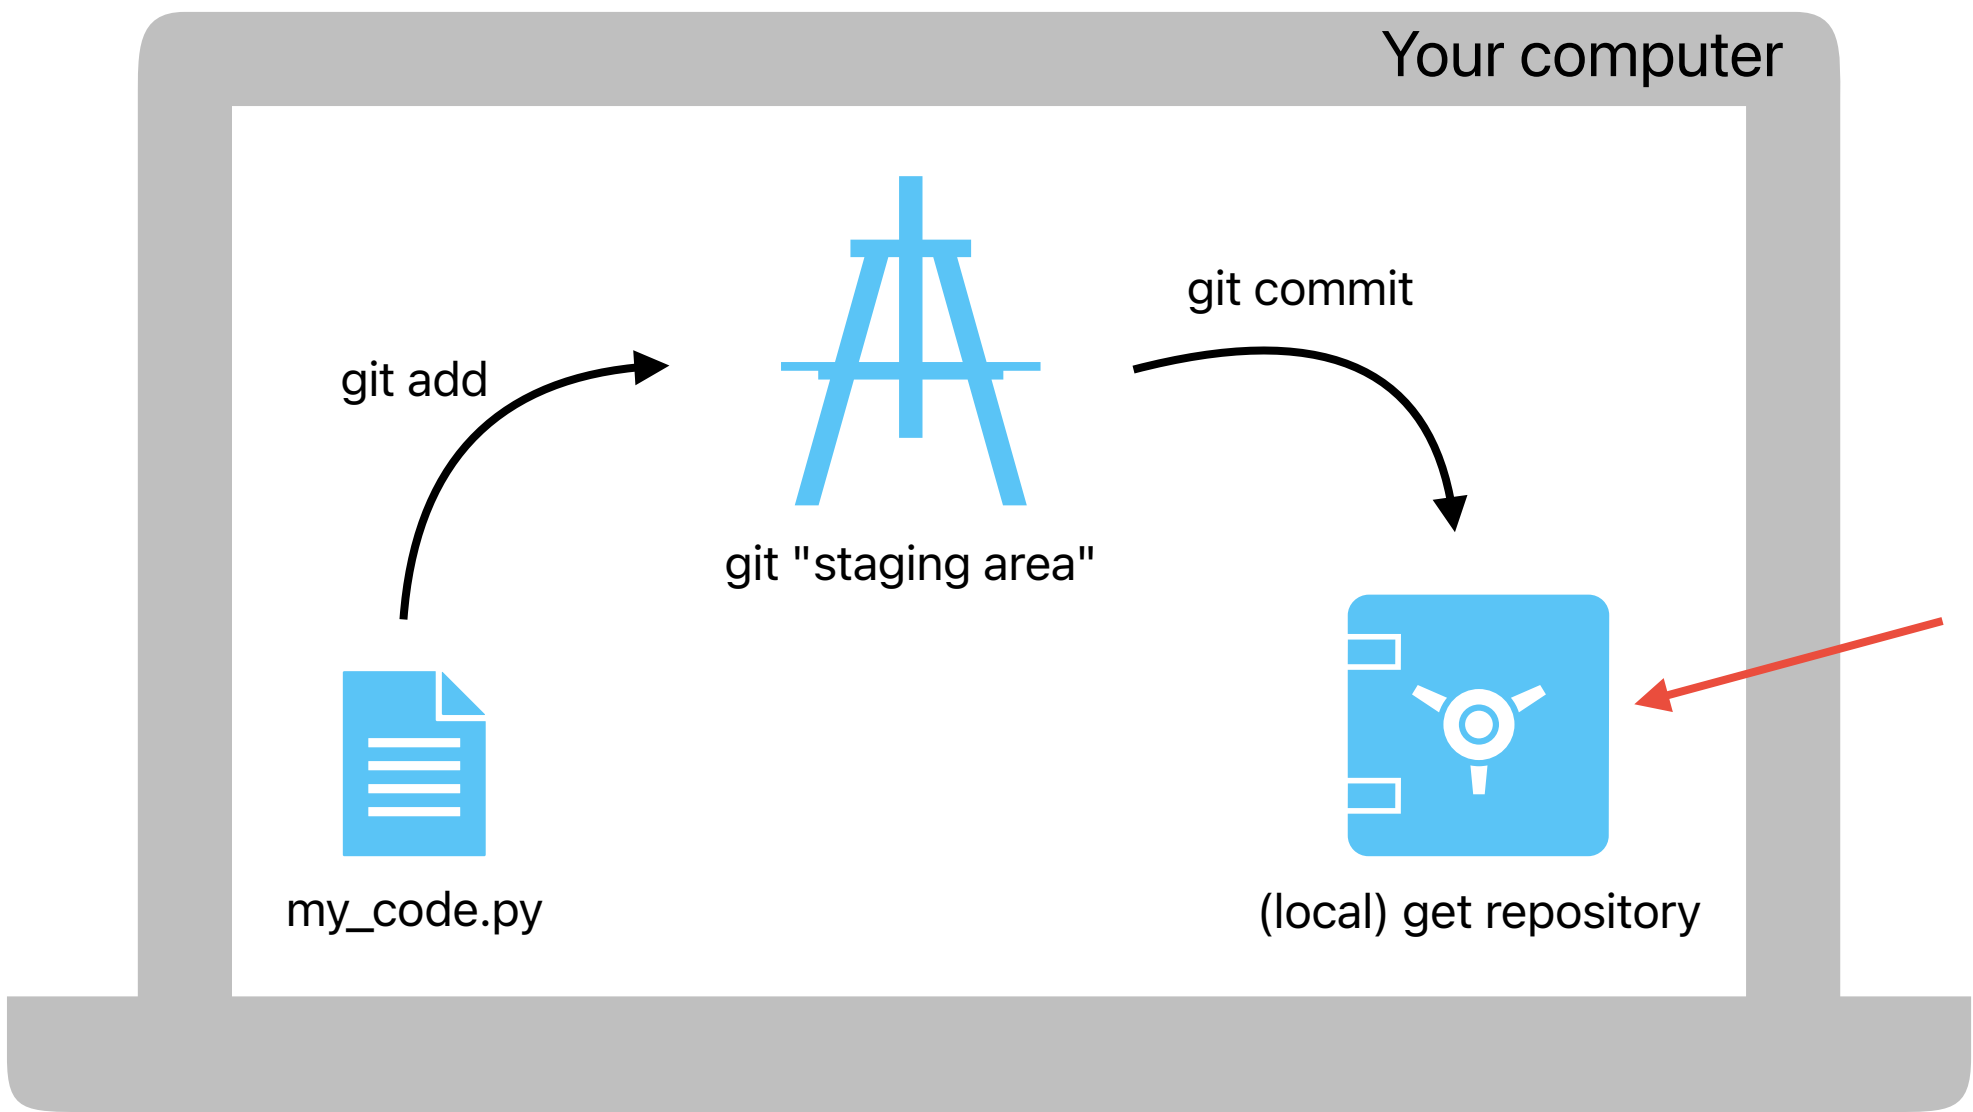 Your computer
git commit
git add
git "staging area"
my_code.py
(local) get repository